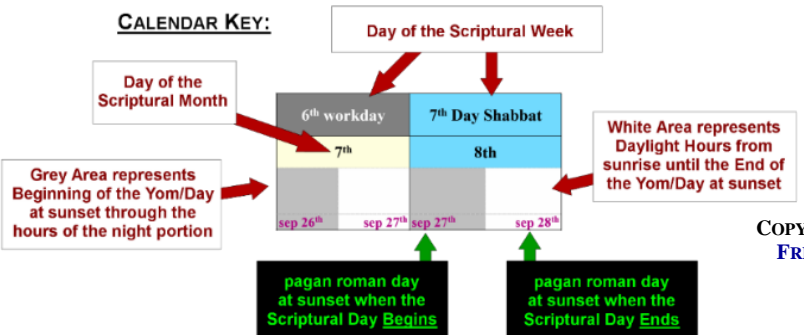 CALENDAR KEY:
Day of the Scriptural Week
Day of the
Scriptural Month
6th workday
7th Day Shabbat
7th
8th
White Area represents
Daylight Hours from
sunrise until the End of
the Yom/Day at sunset
Grey Area represents
Beginning of the Yom/Day
at sunset through the
hours of the night portion
sep 26th
sep 27th
sep 27th
sep 28th
COPY
FRE
pagan roman day
at sunset when the
Scriptural Day Begins
pagan roman day
at sunset when the
Scriptural Day Ends